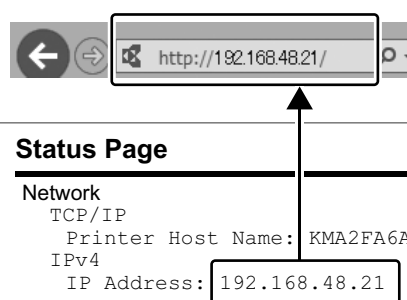 http://192.168.48.21/
Status Page
Network
TCP/IP
Printer Host Name: KMA2FA6A
IPv4
IP Address: 192.168.48.21